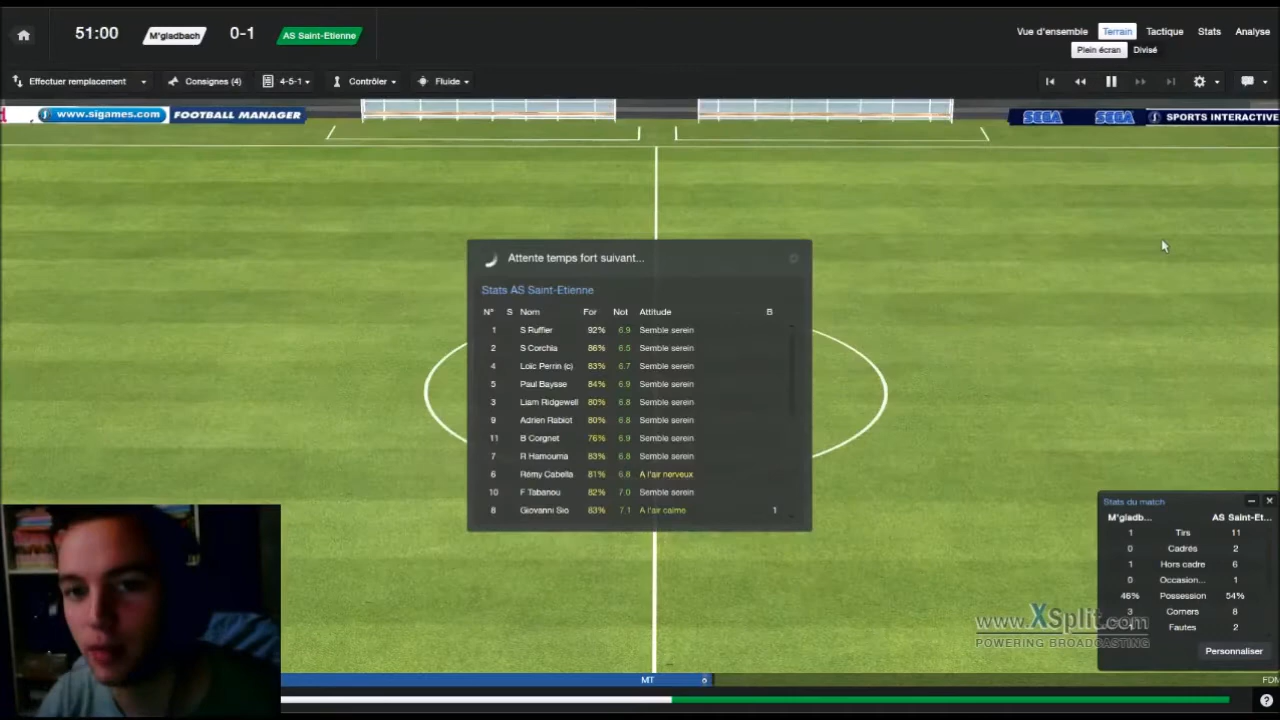 51:00 M'gladbach 0-1 AS Saint-Etienne
Vue d'ensemble Terrain Tactique Stats Analyse
Plein écran Divisé
Effectuer remplacement Consignes (4) 4-5-1 Contrôler Fluide
www.sigames.com FOOTBALL MANAGER SEGA SEGA SPORTS INTERACTIVE
Attente temps fort suivant...
Stats AS Saint-Etienne
N° S Nom For Not Attitude B
1 S Ruffier 92% 6.9 Semble serein
2 S Corchia 86% 6.5 Semble serein
4 Loïc Perrin (c) 83% 6.7 Semble serein
5 Paul Baysse 84% 6.9 Semble serein
3 Liam Ridgewell 80% 6.8 Semble serein
9 Adrien Rabiot 80% 6.8 Semble serein
11 B Corgnet 76% 6.9 Semble serein
7 R Hamouma 83% 6.8 Semble serein
6 Rémy Cabella 81% 6.8 A l'air nerveux
10 F Tabanou 82% 7.0 Semble serein
8 Giovanni Sio 83% 7.1 A l'air calme 1
Stats du match
M'gladb... AS Saint-Et...
1 Tirs 11
0 Cadrés 2
1 Hors cadre 6
0 Occasion... 1
46% Possession 54%
3 Corners 8
Fautes 2
Personnaliser
www.XSplit.com
POWERING BROADCASTING
MT